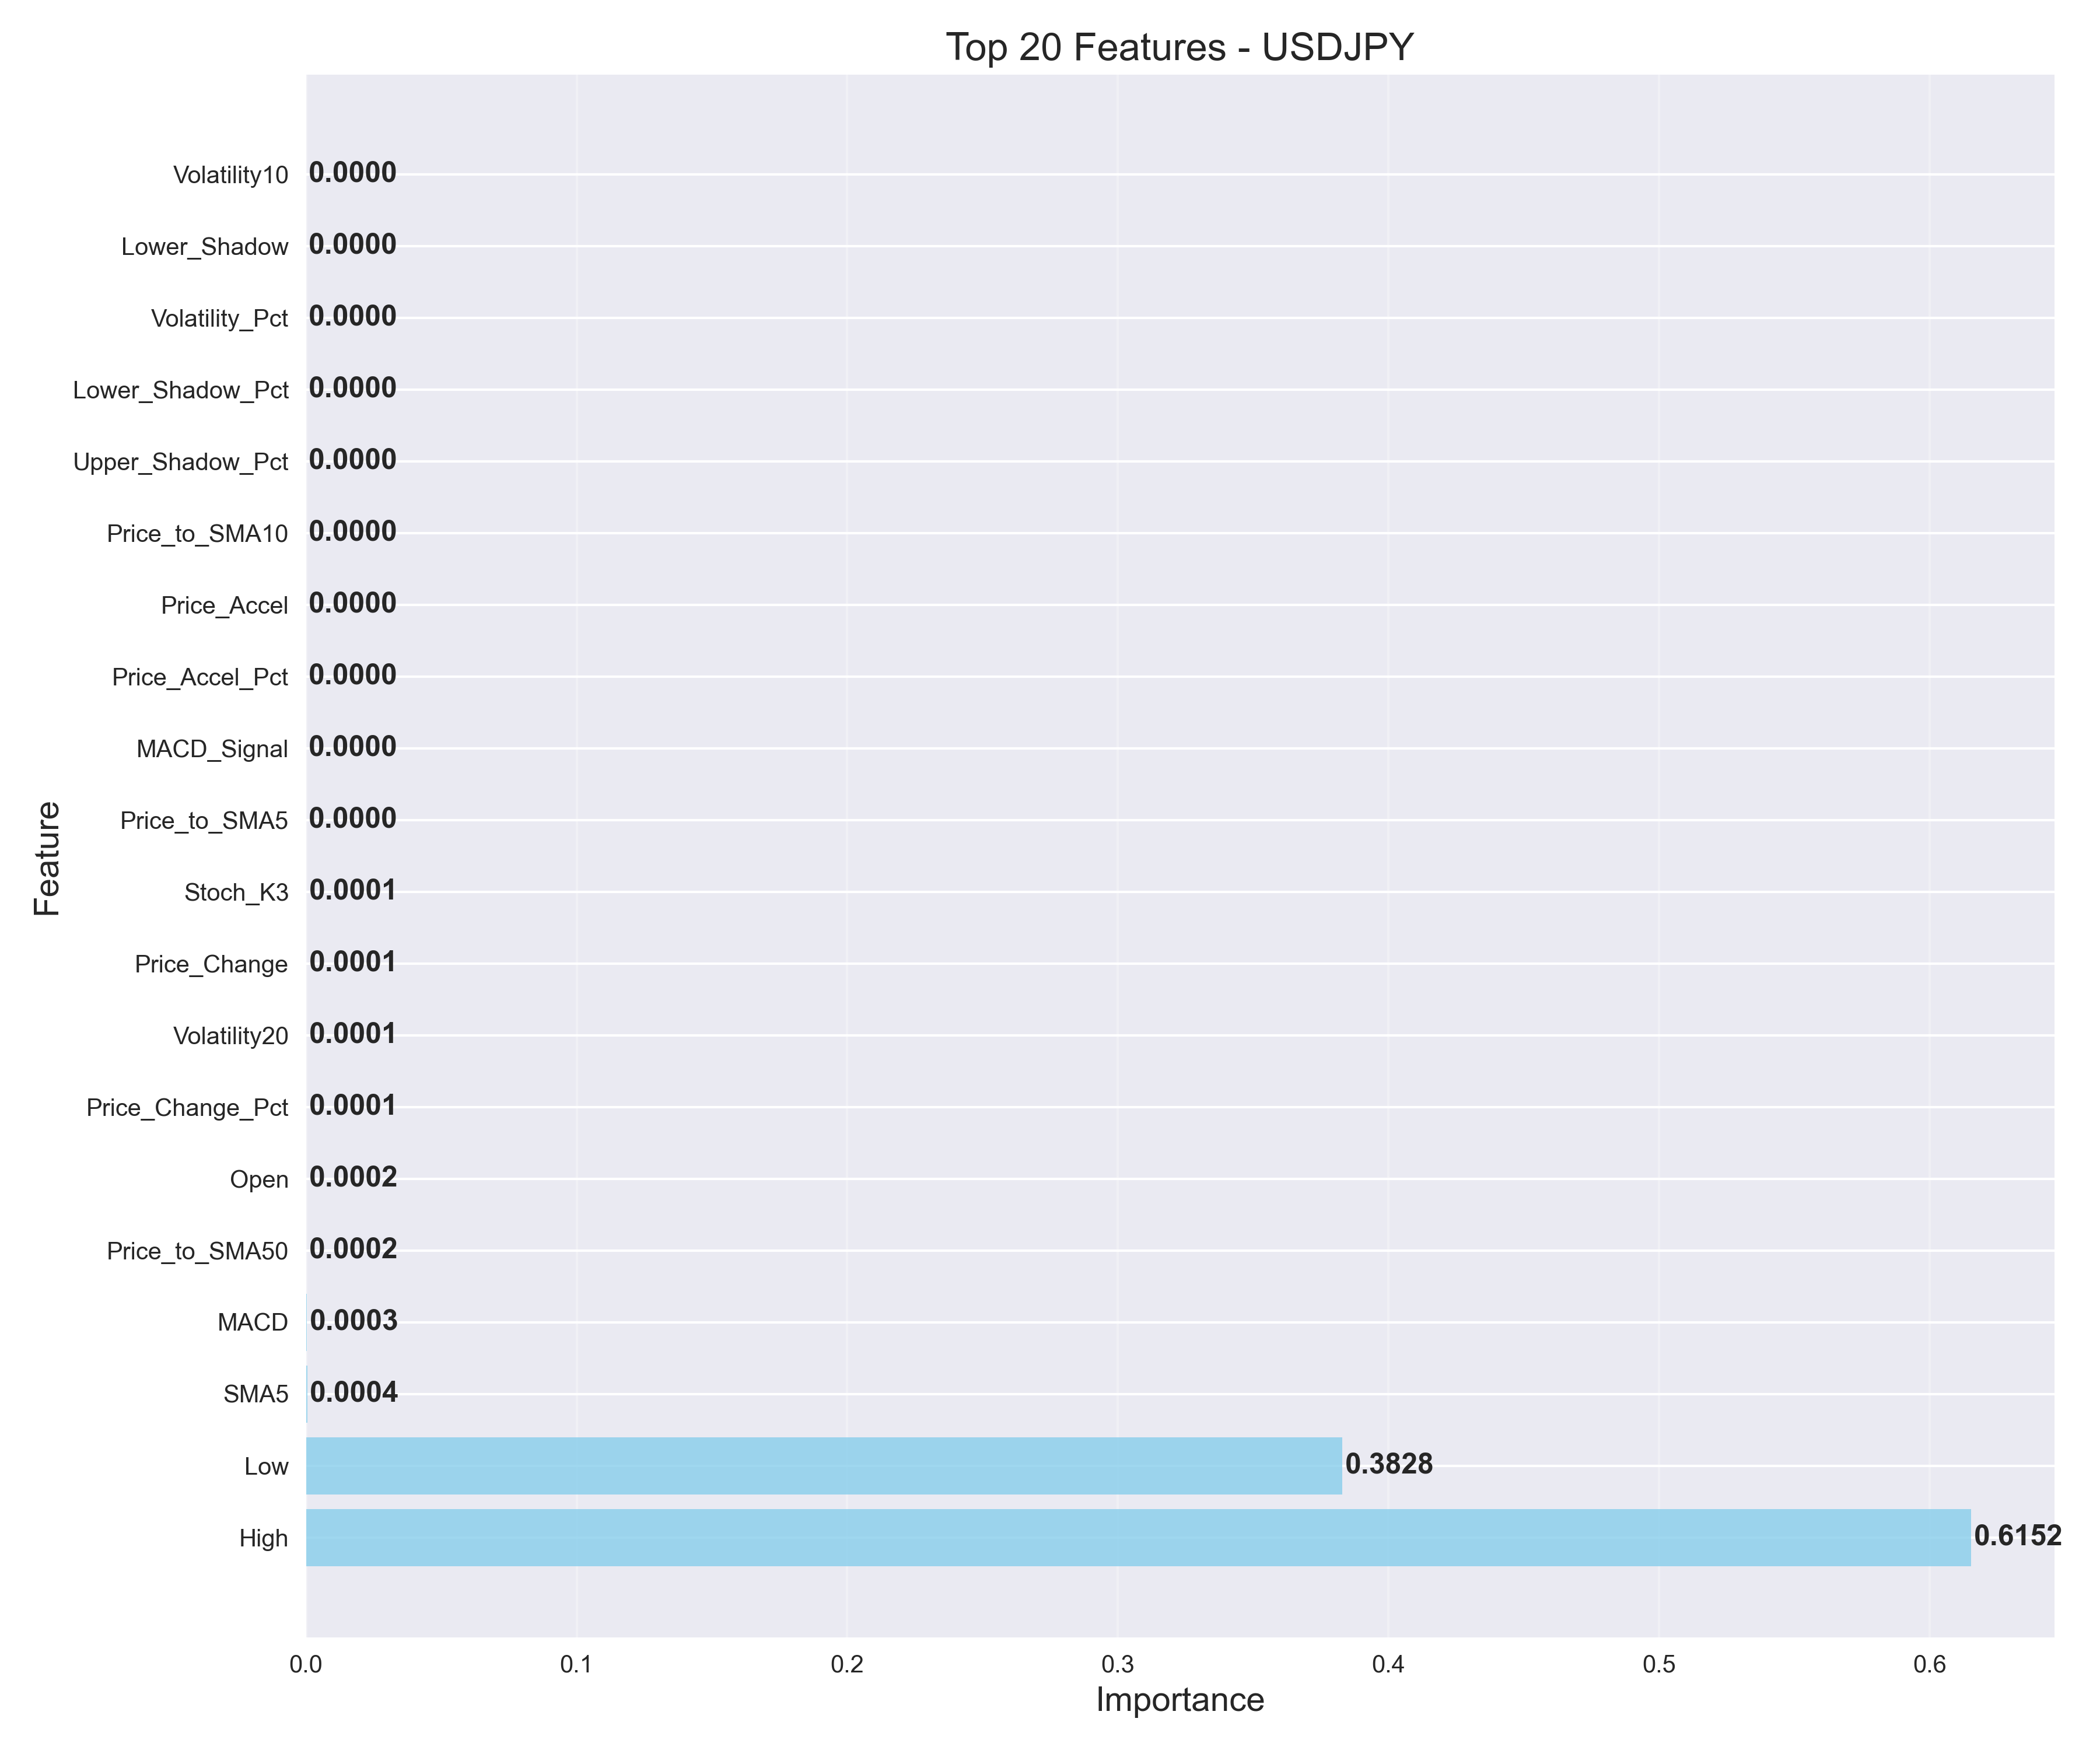 Top 20 Features - USDJPY
Volatility10 0.0000
Lower_Shadow 0.0000
Volatility_Pct 0.0000
Lower_Shadow_Pct 0.0000
Upper_Shadow_Pct 0.0000
Price_to_SMA10 0.0000
Price_Accel 0.0000
Price_Accel_Pct 0.0000
MACD_Signal 0.0000
Price_to_SMA5 0.0000
Stoch_K3 0.0001
Price_Change 0.0001
Volatility20 0.0001
Price_Change_Pct 0.0001
Open 0.0002
Price_to_SMA50 0.0002
MACD 0.0003
SMA5 0.0004
Low 0.3828
High 0.6152
Feature
0.0 0.1 0.2 0.3 0.4 0.5 0.6
Importance